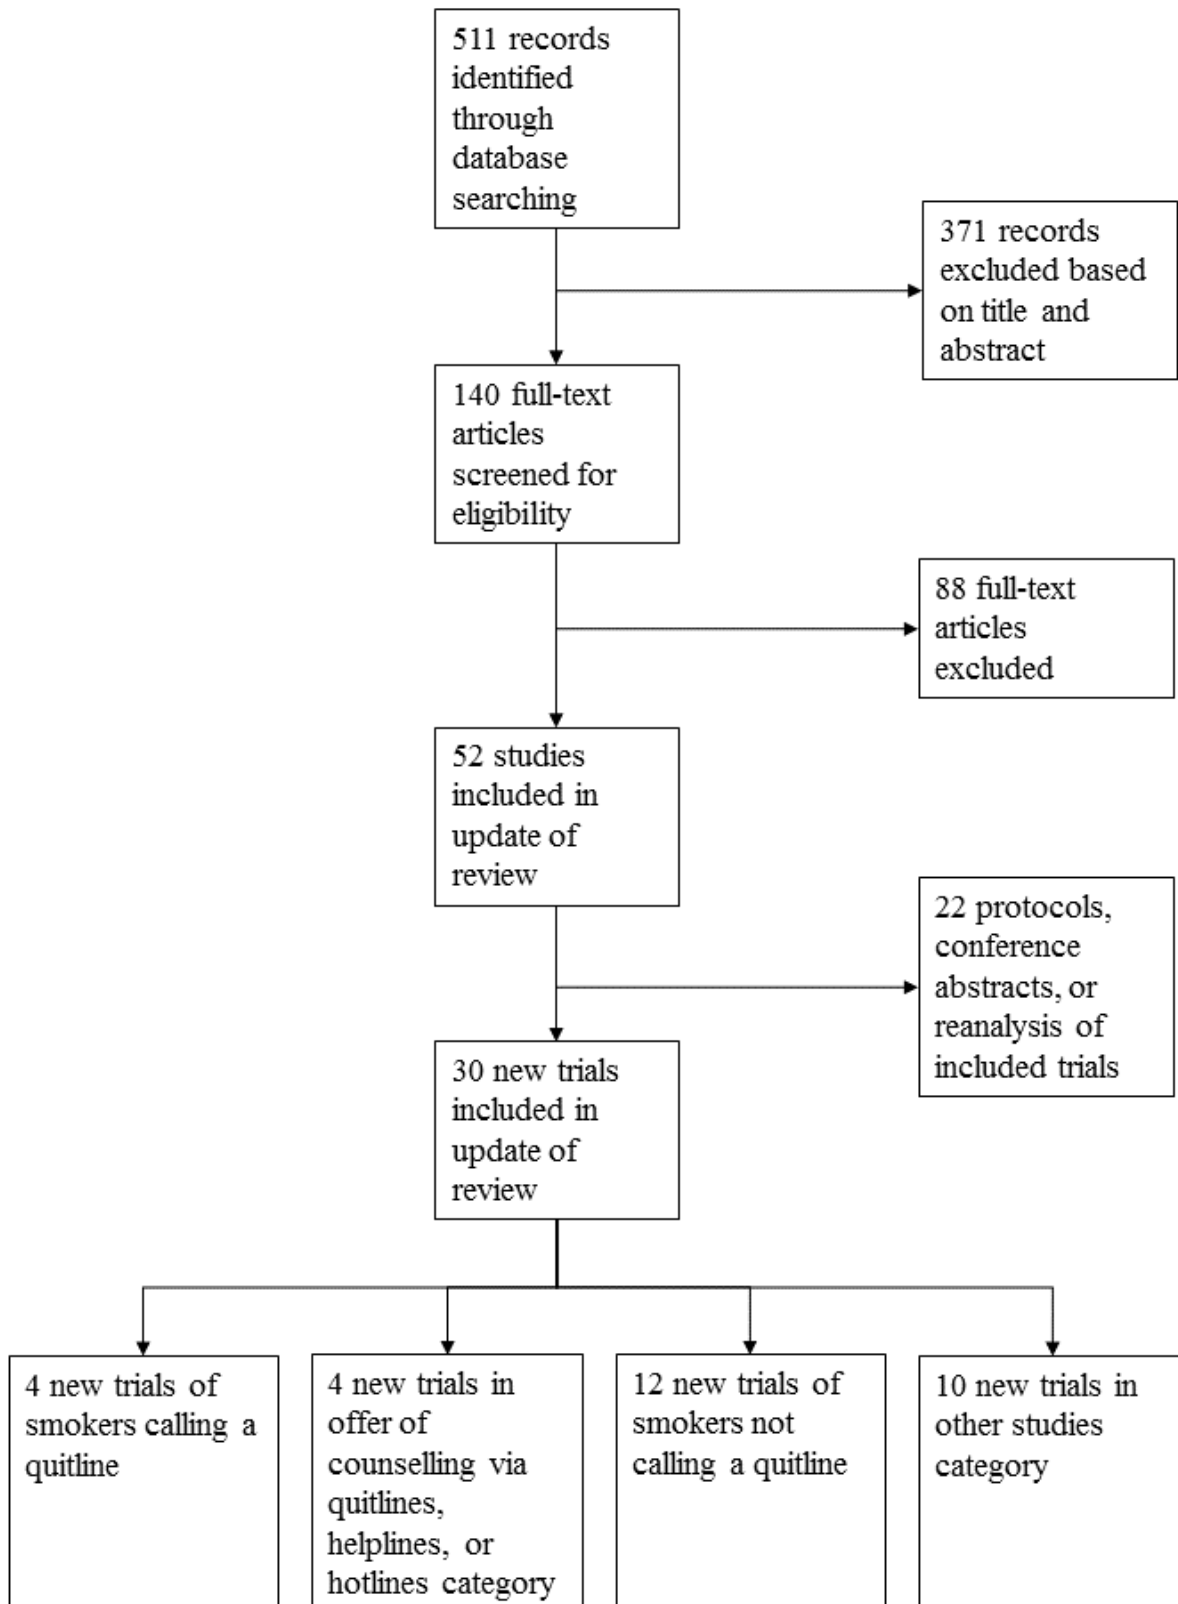 511 records
identified
through
database
searching
371 records
excluded based
on title and
abstract
140 full-text
articles
screened for
eligibility
88 full-text
articles
excluded
52 studies
included in
update of
review
22 protocols,
conference
abstracts, or
reanalysis of
included trials
30 new trials
included in
update of
review
4 new trials of
smokers calling a
quitline
4 new trials in
offer of
counselling via
quitlines,
helplines, or
hotlines category
12 new trials of
smokers not
calling a quitline
10 new trials in
other studies
category